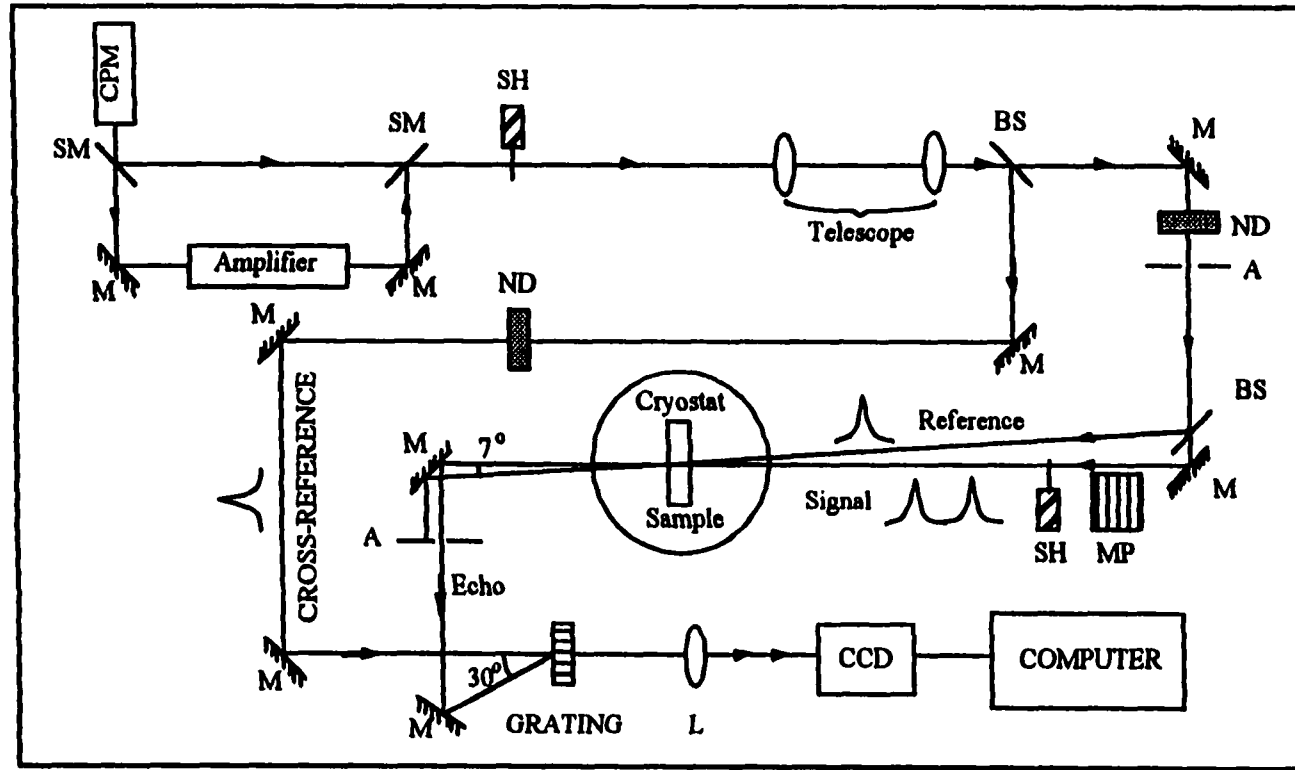 CPM
SH
SM
SM
BS
M
Telescope
ND
M
Amplifier
M
ND
A
M
M
CROSS-REFERENCE
Cryostat
Reference
BS
M
7°
Sample
Signal
M
A
SH
MP
Echo
30°
CCD
COMPUTER
M
M
GRATING
L